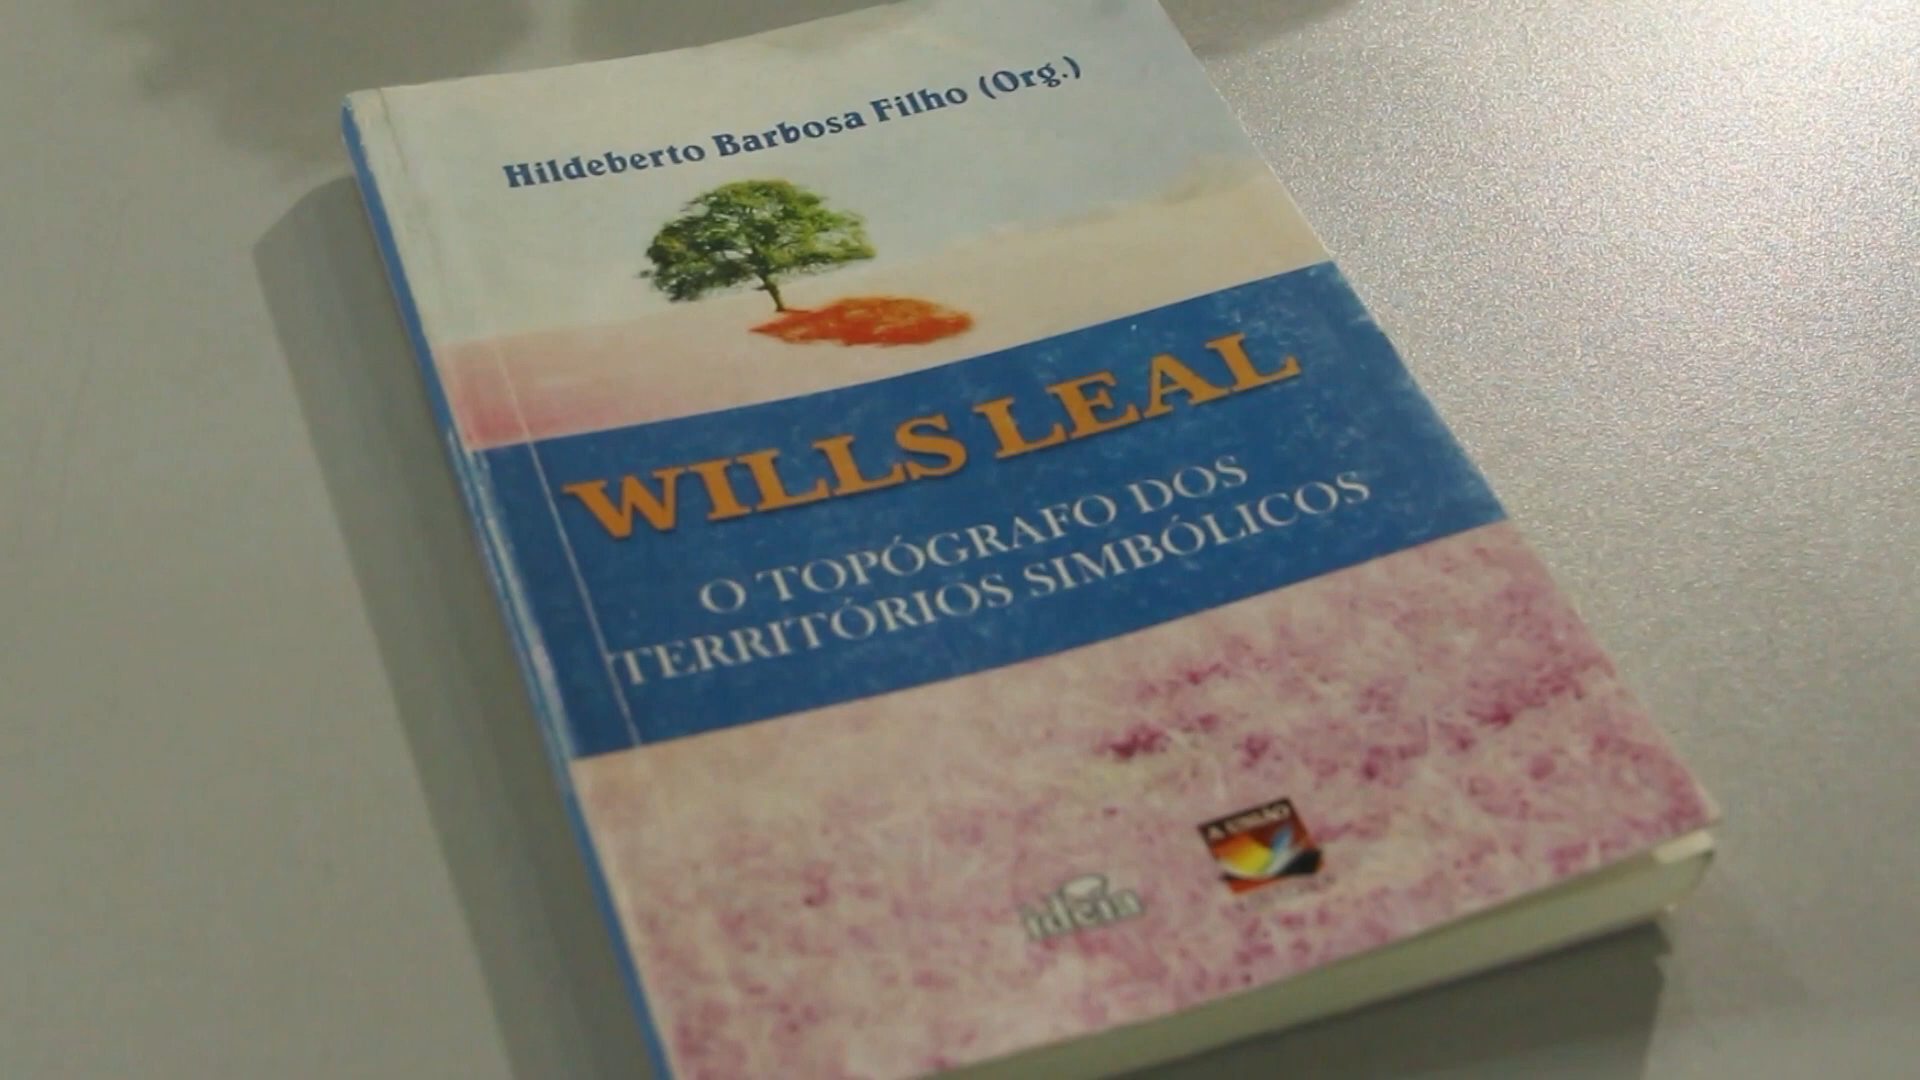 Hildeberto Barbosa Filho (Org.)
WILLS LEAL
O TOPÓGRAFO DOS
TERRITÓRIOS SIMBÓLICOS
ideia
A UNIÃO